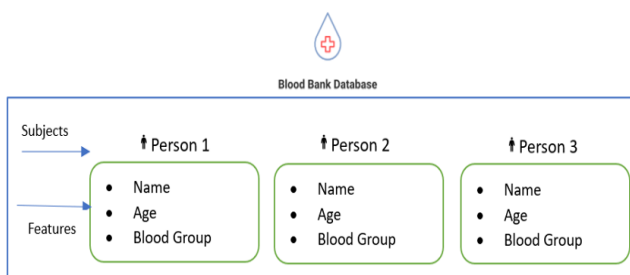 Blood Bank Database
Subjects
Person 1
Person 2
Person 3
• Name
• Age
• Blood Group
• Name
• Age
• Blood Group
• Name
• Age
• Blood Group
Features